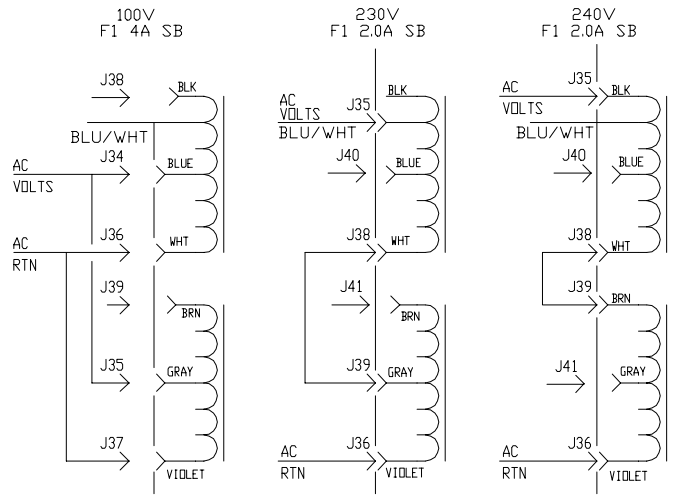 100V
F1 4A SB
J38
BLK
BLU/WHT
J34
BLUE
AC
VOLTS
J36
WHT
AC
RTN
J39
BRN
J35
GRAY
J37
VIOLET
230V
F1 2.0A SB
BLK
AC
VOLTS
J35
BLU/WHT
J40
BLUE
J38
WHT
J41
BRN
J39
GRAY
AC
RTN
J36
VIOLET
240V
F1 2.0A SB
J35
AC
VOLTS
BLK
BLU/WHT
J40
BLUE
J38
WHT
J39
BRN
J41
GRAY
J36
AC
RTN
VIOLET